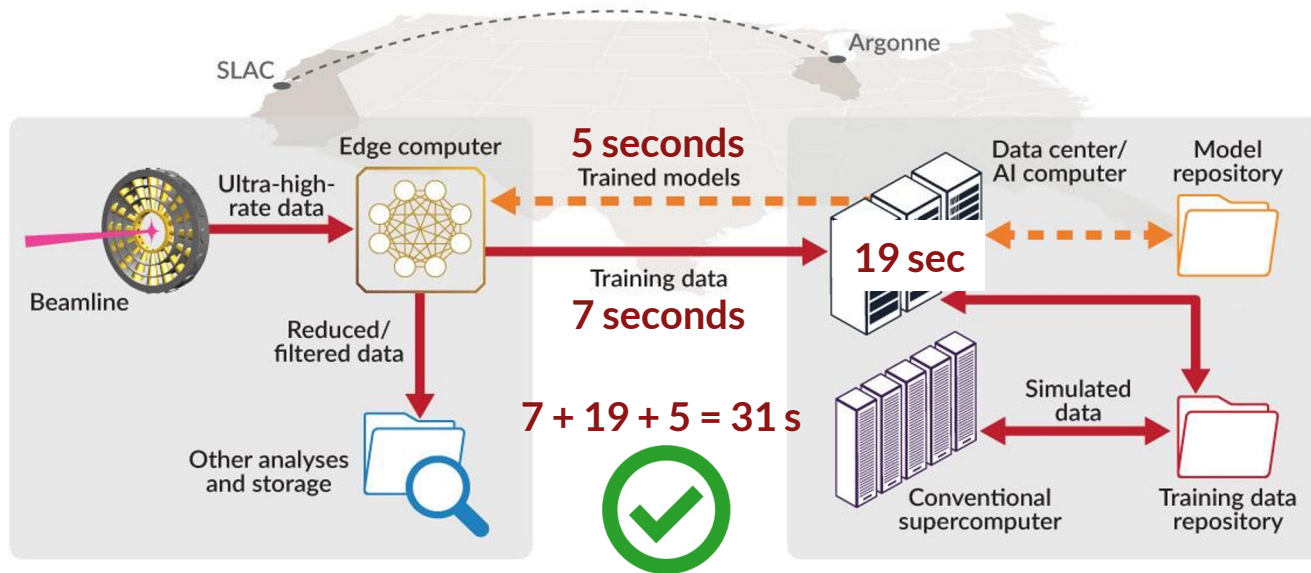 SLAC
Argonne
Edge computer
Ultra-high-
rate data
Beamline
Reduced/
filtered data
Other analyses
and storage
5 seconds
Trained models
Training data
7 seconds
7 + 19 + 5 = 31 s
Data center/
AI computer
Model
repository
19 sec
Simulated
data
Conventional
supercomputer
Training data
repository